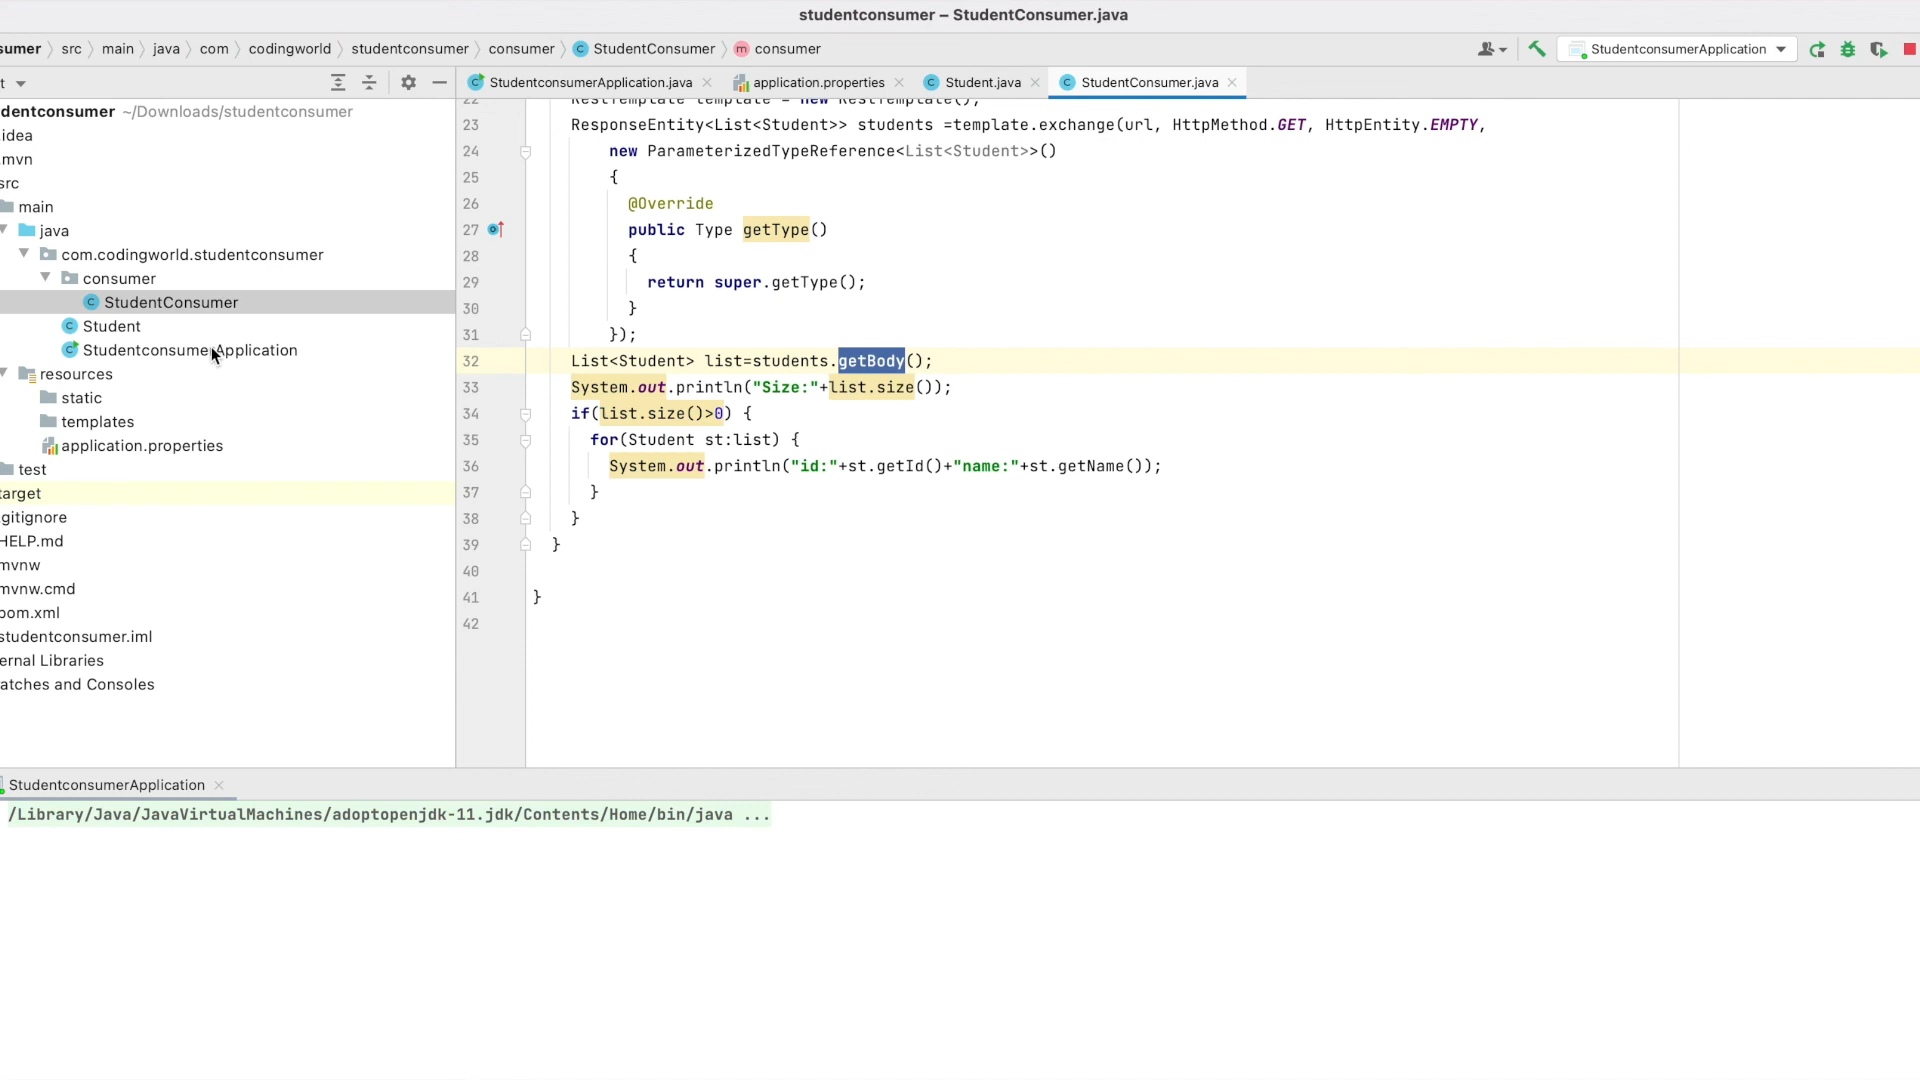 studentconsumer – StudentConsumer.java
sumer src main java com codingworld studentconsumer consumer StudentConsumer consumer StudentconsumerApplication
t StudentconsumerApplication.java application.properties Student.java StudentConsumer.java
dentconsumer ~/Downloads/studentconsumer
.idea
.mvn
src
main
java
com.codingworld.studentconsumer
consumer
StudentConsumer
Student
StudentconsumerApplication
resources
static
templates
application.properties
test
target
.gitignore
HELP.md
mvnw
mvnw.cmd
pom.xml
studentconsumer.iml
ernal Libraries
atches and Consoles
22 RestTemplate template = new RestTemplate();
23 ResponseEntity<List<Student>> students =template.exchange(url, HttpMethod.GET, HttpEntity.EMPTY,
24 new ParameterizedTypeReference<List<Student>>()
25 {
26 @Override
27 public Type getType()
28 {
29 return super.getType();
30 }
31 });
32 List<Student> list=students.getBody();
33 System.out.println("Size:"+list.size());
34 if(list.size()>0) {
35 for(Student st:list) {
36 System.out.println("id:"+st.getId()+"name:"+st.getName());
37 }
38 }
39 }
40
41 }
42
StudentconsumerApplication
/Library/Java/JavaVirtualMachines/adoptopenjdk-11.jdk/Contents/Home/bin/java ...